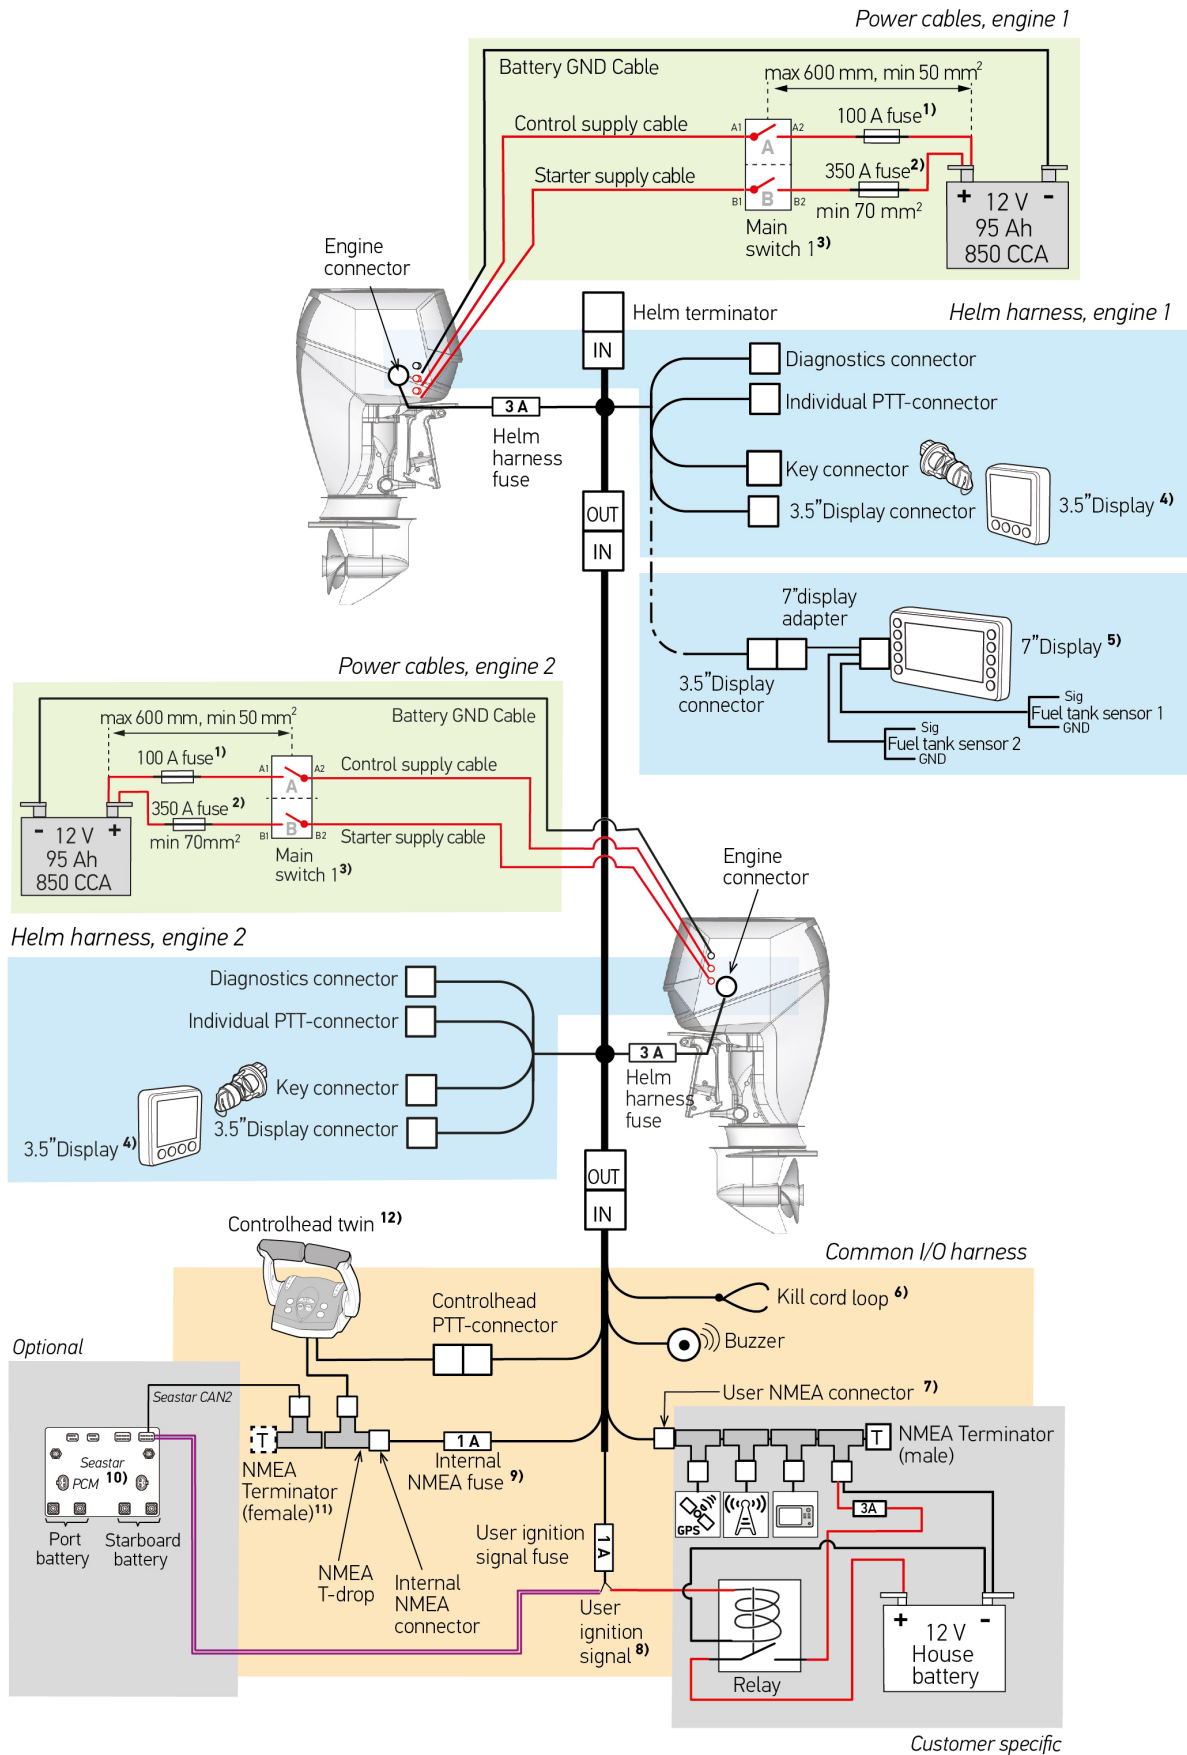 Power cables, engine 1
Battery GND Cable
max 600 mm, min 50 mm²
100 A fuse 1)
Control supply cable
A1
A2
A
350 A fuse 2)
Starter supply cable
B1
B
B2
min 70 mm²
Main
switch 1 3)
+ 12 V -
95 Ah
850 CCA
Engine
connector
Helm terminator
IN
Helm harness, engine 1
Diagnostics connector
Individual PTT-connector
3 A
Helm
harness
fuse
Key connector
3.5”Display connector
3.5”Display 4)
OUT
IN
7”display
adapter
7”Display 5)
3.5”Display
connector
Sig
Fuel tank sensor 1
GND
Sig
Fuel tank sensor 2
GND
Power cables, engine 2
Battery GND Cable
max 600 mm, min 50 mm²
100 A fuse 1)
A1
A2
A
Control supply cable
350 A fuse 2)
B1
B
B2
Starter supply cable
min 70mm²
- 12 V +
95 Ah
850 CCA
Main
switch 1 3)
Engine
connector
Helm harness, engine 2
Diagnostics connector
Individual PTT-connector
Key connector
3.5”Display connector
3.5”Display 4)
3 A
Helm
harness
fuse
OUT
IN
Controlhead twin 12)
Common I/O harness
Controlhead
PTT-connector
Kill cord loop 6)
Buzzer
Optional
Seastar CAN2
User NMEA connector 7)
T
1 A
Internal
NMEA fuse 9)
NMEA
Terminator
(female) 11)
T
NMEA Terminator
(male)
Seastar
PCM 10)
Port
battery
Starboard
battery
GPS
3A
User ignition
signal fuse
1 A
NMEA
T-drop
Internal
NMEA
connector
User
ignition
signal 8)
Relay
+ -
12 V
House
battery
Customer specific